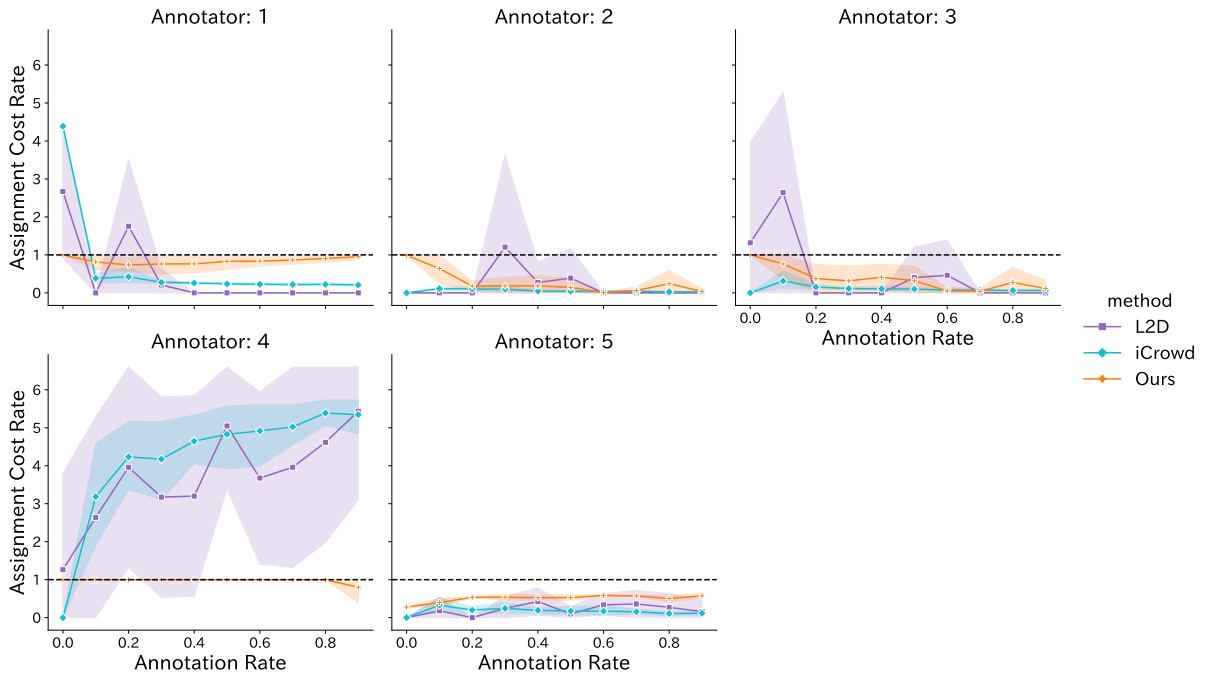 Annotator: 1
Annotator: 2
Annotator: 3
Assignment Cost Rate
6
5
4
3
2
1
0
0.0 0.2 0.4 0.6 0.8
Annotation Rate
method
L2D
iCrowd
Ours
Annotator: 4
Annotator: 5
Assignment Cost Rate
6
5
4
3
2
1
0
0.0 0.2 0.4 0.6 0.8
Annotation Rate
0.0 0.2 0.4 0.6 0.8
Annotation Rate